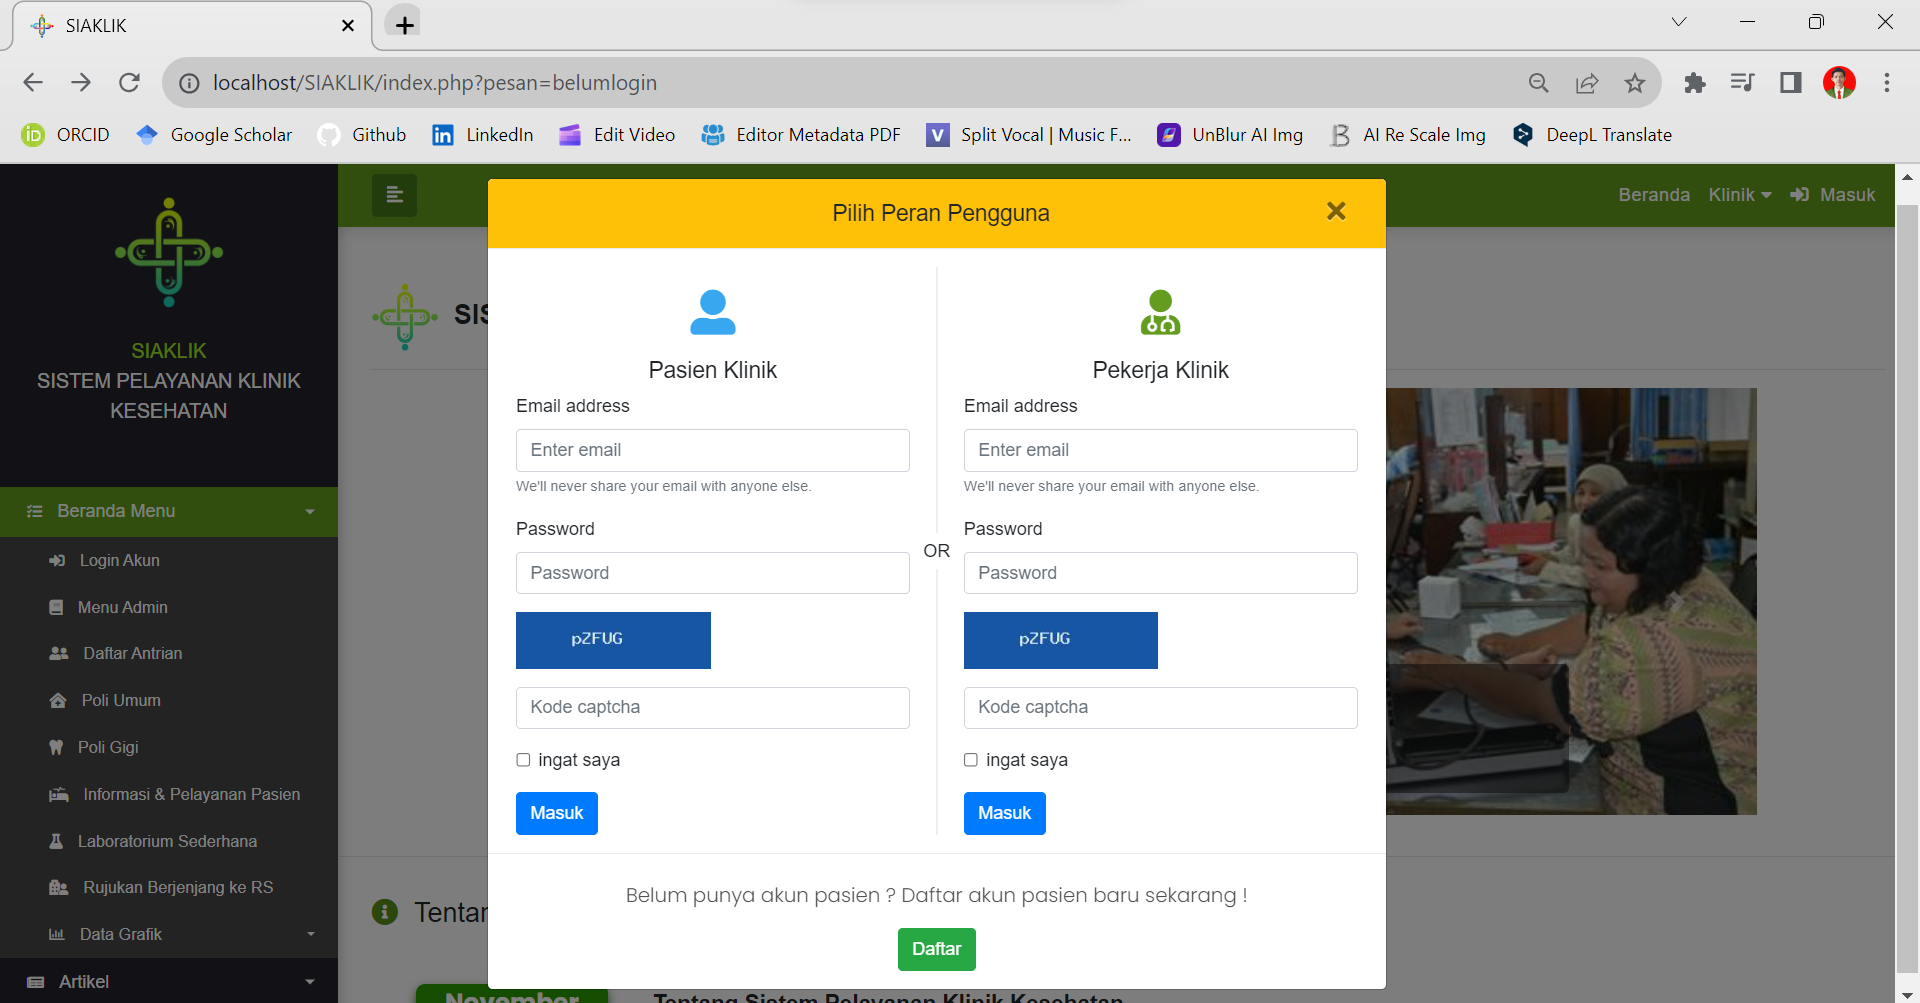 SIAKLIK
localhost/SIAKLIK/index.php?pesan=belumlogin
ORCID
Google Scholar
Github
LinkedIn
Edit Video
Editor Metadata PDF
Split Vocal | Music F...
UnBlur AI Img
AI Re Scale Img
DeepL Translate
SIAKLIK
SISTEM PELAYANAN KLINIK
KESEHATAN
Beranda Menu
Login Akun
Menu Admin
Daftar Antrian
Poli Umum
Poli Gigi
Informasi & Pelayanan Pasien
Laboratorium Sederhana
Rujukan Berjenjang ke RS
Data Grafik
Artikel
Beranda
Klinik
Masuk
SIS
Pilih Peran Pengguna
Pasien Klinik
Email address
Enter email
We'll never share your email with anyone else.
Password
Password
pZFUG
Kode captcha
ingat saya
Masuk
OR
Pekerja Klinik
Email address
Enter email
We'll never share your email with anyone else.
Password
Password
pZFUG
Kode captcha
ingat saya
Masuk
Belum punya akun pasien ? Daftar akun pasien baru sekarang !
Daftar
Tentan
November
Tentang Sistem Pelayanan Klinik Kesehatan